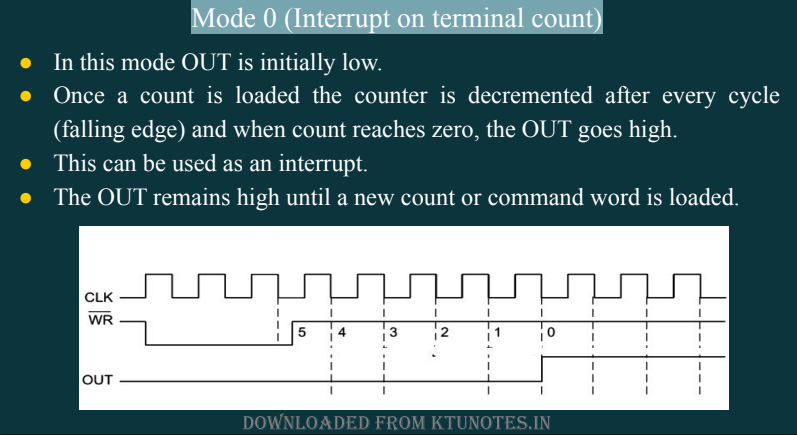 Mode 0 (Interrupt on terminal count)
● In this mode OUT is initially low.
● Once a count is loaded the counter is decremented after every cycle
(falling edge) and when count reaches zero, the OUT goes high.
● This can be used as an interrupt.
● The OUT remains high until a new count or command word is loaded.
CLK
WR
5 4 3 2 1 0
OUT
DOWNLOADED FROM KTUNOTES.IN